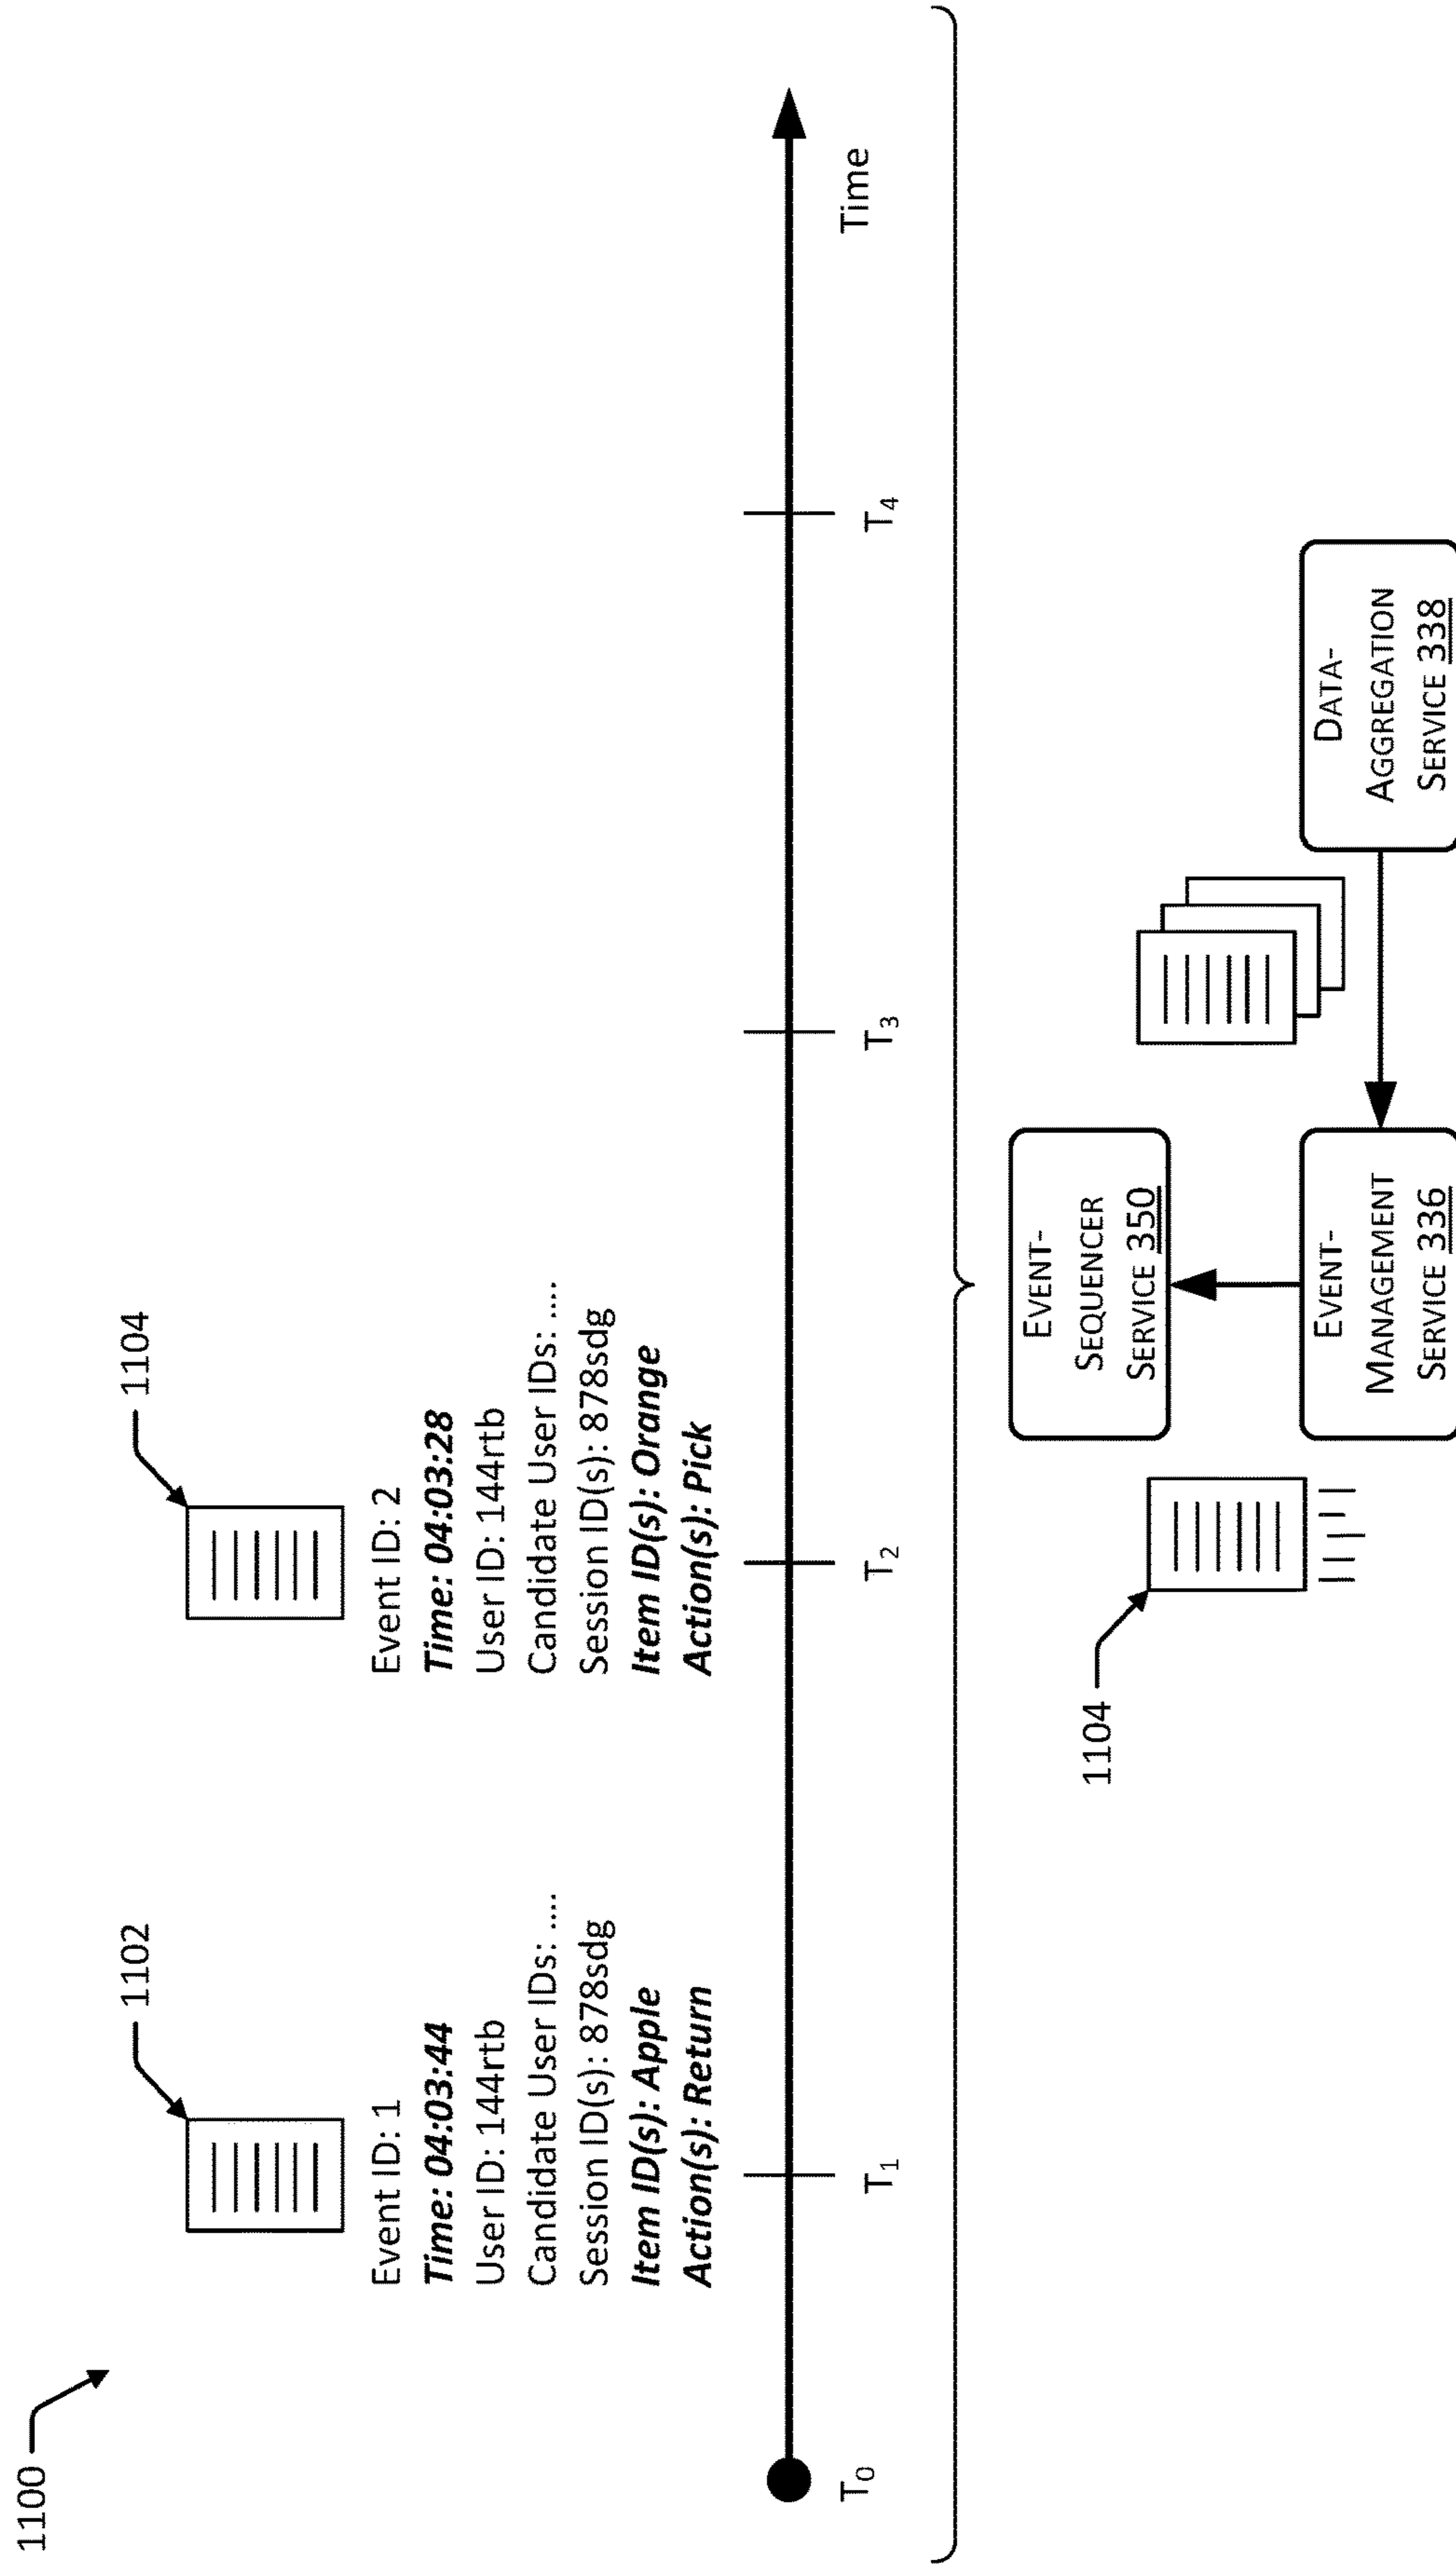 1100
1102
Event ID: 1
Time: 04:03:44
User ID: 144rtb
Candidate User IDs: ....
Session ID(s): 878sdg
Item ID(s): Apple
Action(s): Return
1104
Event ID: 2
Time: 04:03:28
User ID: 144rtb
Candidate User IDs: ....
Session ID(s): 878sdg
Item ID(s): Orange
Action(s): Pick
T0
T1
T2
T3
T4
Time
1104
EVENT-
SEQUENCER
SERVICE 350
EVENT-
MANAGEMENT
SERVICE 336
DATA-
AGGREGATION
SERVICE 338